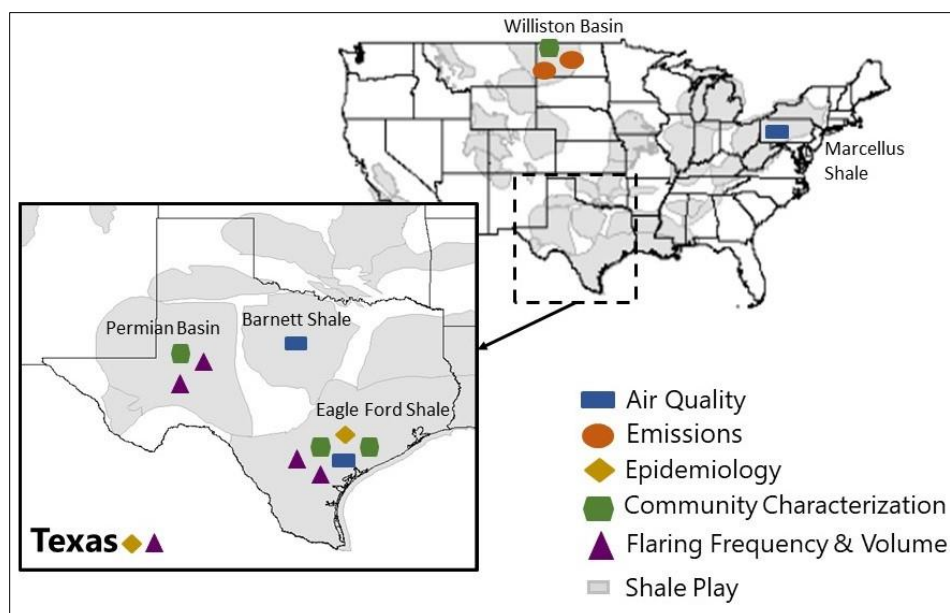 Williston Basin
Marcellus
Shale
Permian Basin
Barnett Shale
Eagle Ford Shale
Texas
Air Quality
Emissions
Epidemiology
Community Characterization
Flaring Frequency & Volume
Shale Play